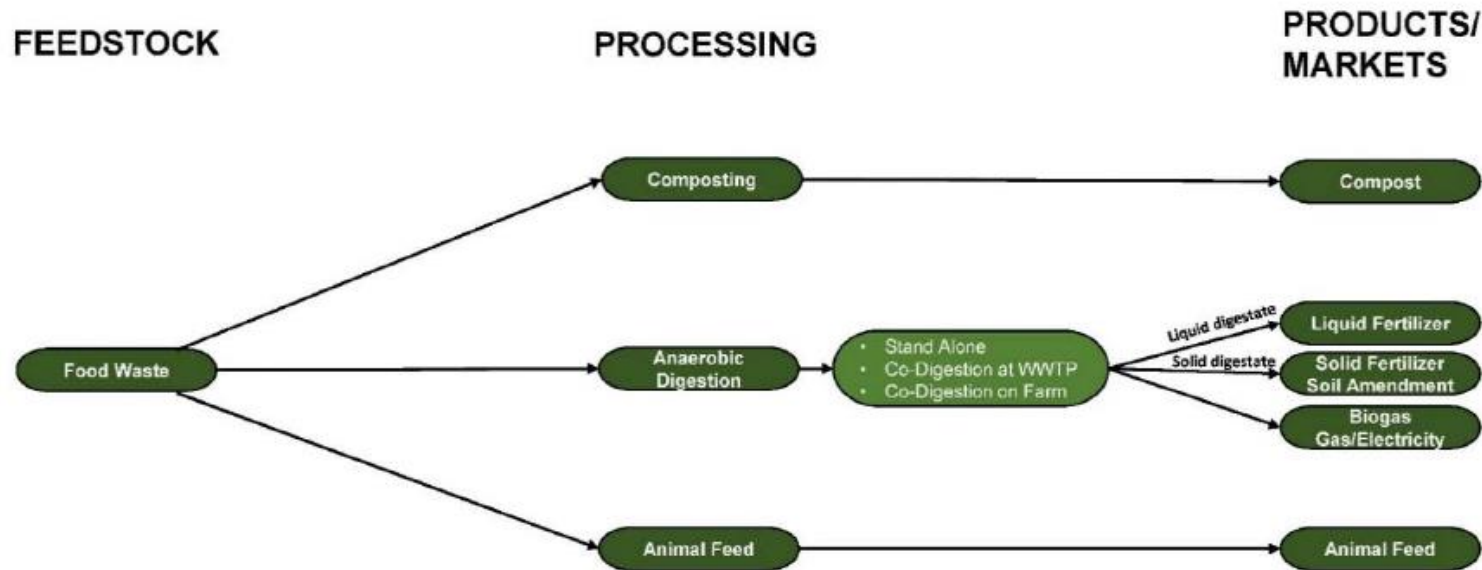 FEEDSTOCK
PROCESSING
PRODUCTS/
MARKETS
Composting
Compost
Food Waste
Anaerobic
Digestion
• Stand Alone
• Co-Digestion at WWTP
• Co-Digestion on Farm
Liquid digestate
Solid digestate
Liquid Fertilizer
Solid Fertilizer
Soil Amendment
Biogas
Gas/Electricity
Animal Feed
Animal Feed